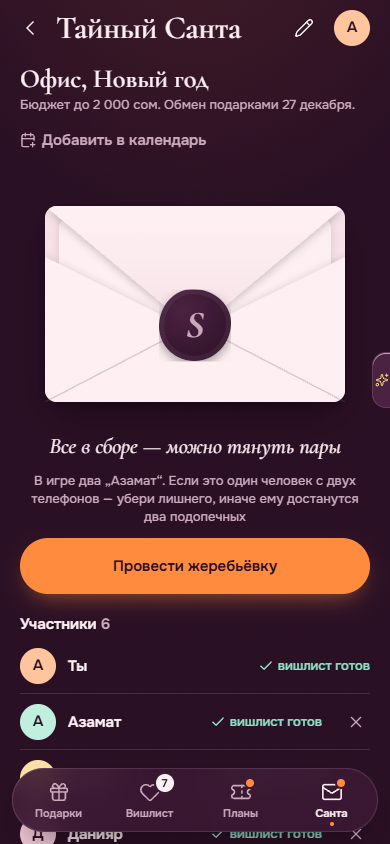 Тайный Санта
А
Офис, Новый год
Бюджет до 2 000 сом. Обмен подарками 27 декабря.
Добавить в календарь
S
Все в сборе — можно тянуть пары
В игре два „Азамат“. Если это один человек с двух
телефонов — убери лишнего, иначе ему достанутся
два подопечных
Провести жеребьёвку
Участники 6
А Ты вишлист готов
А Азамат вишлист готов
7
Подарки Вишлист Планы Санта
Д Данияр вишлист готов